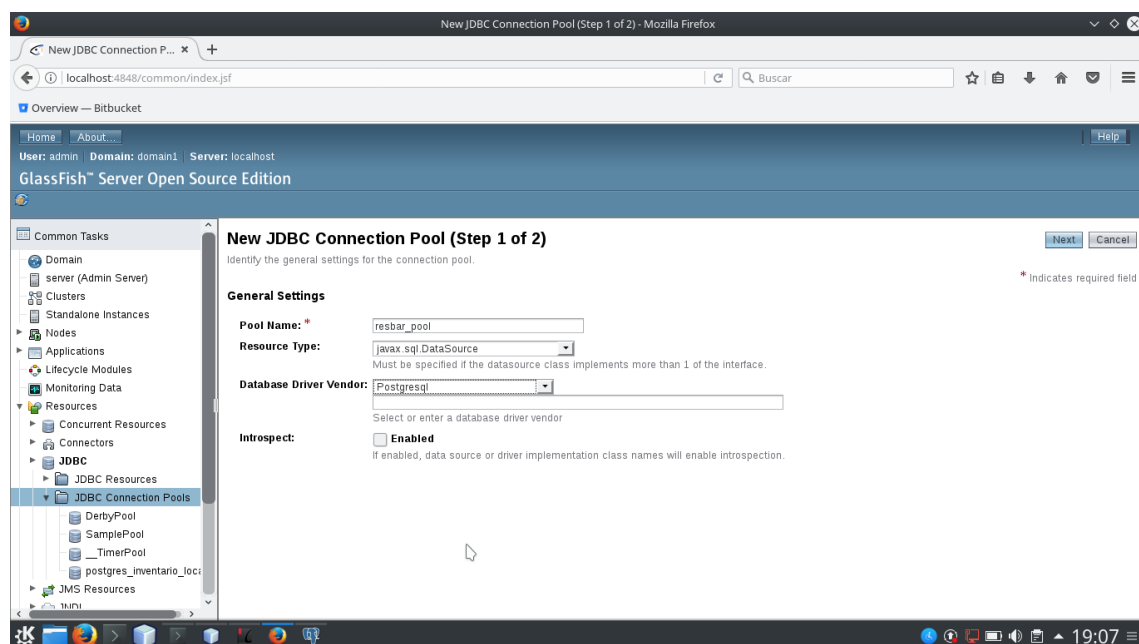 New JDBC Connection Pool (Step 1 of 2) - Mozilla Firefox
New JDBC Connection P...
localhost:4848/common/index.jsf
Buscar
Overview — Bitbucket
Home About... Help
User: admin Domain: domain1 Server: localhost
GlassFish™ Server Open Source Edition
Common Tasks
Domain
server (Admin Server)
Clusters
Standalone Instances
Nodes
Applications
Lifecycle Modules
Monitoring Data
Resources
Concurrent Resources
Connectors
JDBC
JDBC Resources
JDBC Connection Pools
DerbyPool
SamplePool
__TimerPool
postgres_inventario_loca
JMS Resources
JNDI
New JDBC Connection Pool (Step 1 of 2)
Next Cancel
Identify the general settings for the connection pool.
* Indicates required field
General Settings
Pool Name: * resbar_pool
Resource Type: javax.sql.DataSource
Must be specified if the datasource class implements more than 1 of the interface.
Database Driver Vendor: Postgresql
Select or enter a database driver vendor
Introspect: Enabled
If enabled, data source or driver implementation class names will enable introspection.
19:07